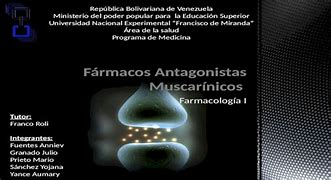 República Bolivariana de Venezuela
Ministerio del poder popular para la Educación Superior
Universidad Nacional Experimental "Francisco de Miranda"
Área de la salud
Programa de Medicina
Fármacos Antagonistas
Muscarínicos
Farmacología I
Tutor:
Franco Roli
Integrantes:
Fuentes Anniev
Granado Julio
Prieto Mario
Sánchez Yojana
Yance Aumary